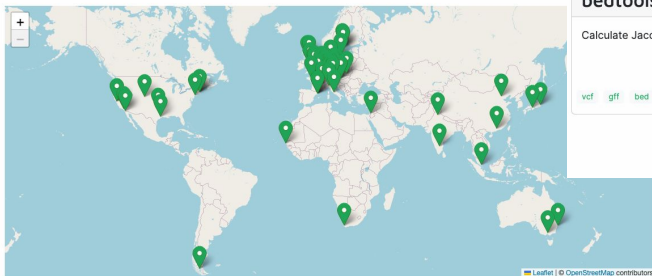 +
−
Calculate Jacc
vcf gff bed
Leaflet | © OpenStreetMap contributors